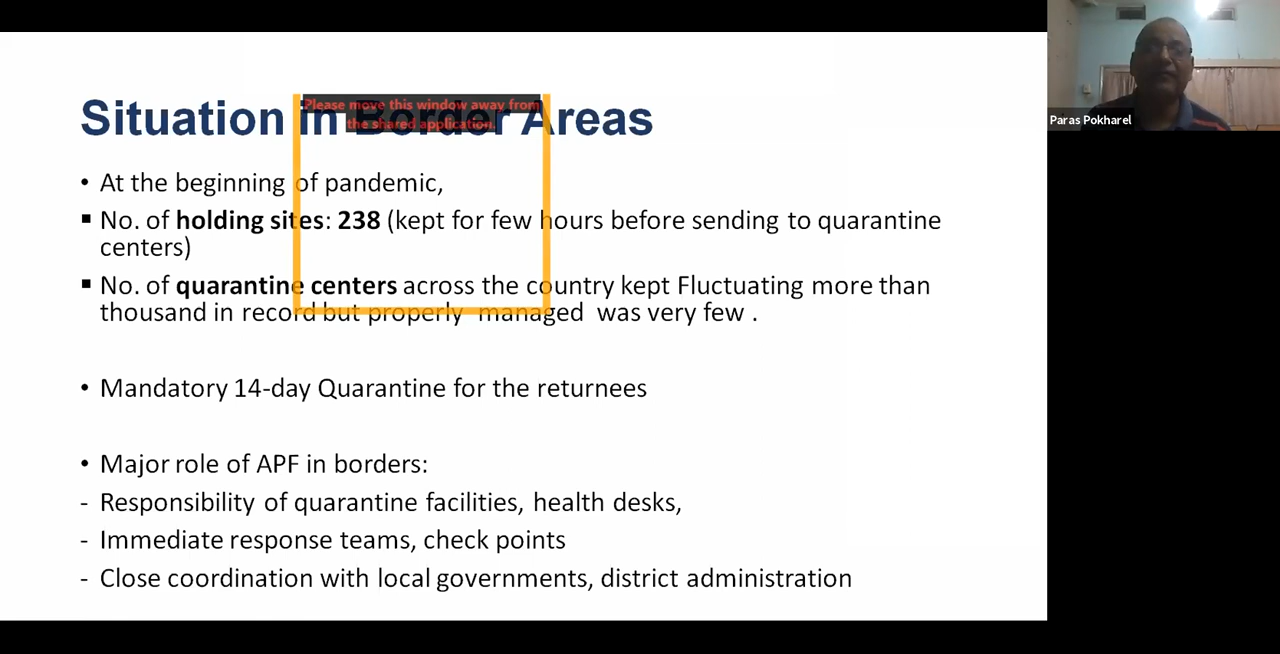 Situation in Border Areas
Please move this window away from
the shared application.
• At the beginning of pandemic,
▪ No. of holding sites: 238 (kept for few hours before sending to quarantine
centers)
▪ No. of quarantine centers across the country kept Fluctuating more than
thousand in record but properly managed was very few .
• Mandatory 14-day Quarantine for the returnees
• Major role of APF in borders:
- Responsibility of quarantine facilities, health desks,
- Immediate response teams, check points
- Close coordination with local governments, district administration
Paras Pokharel